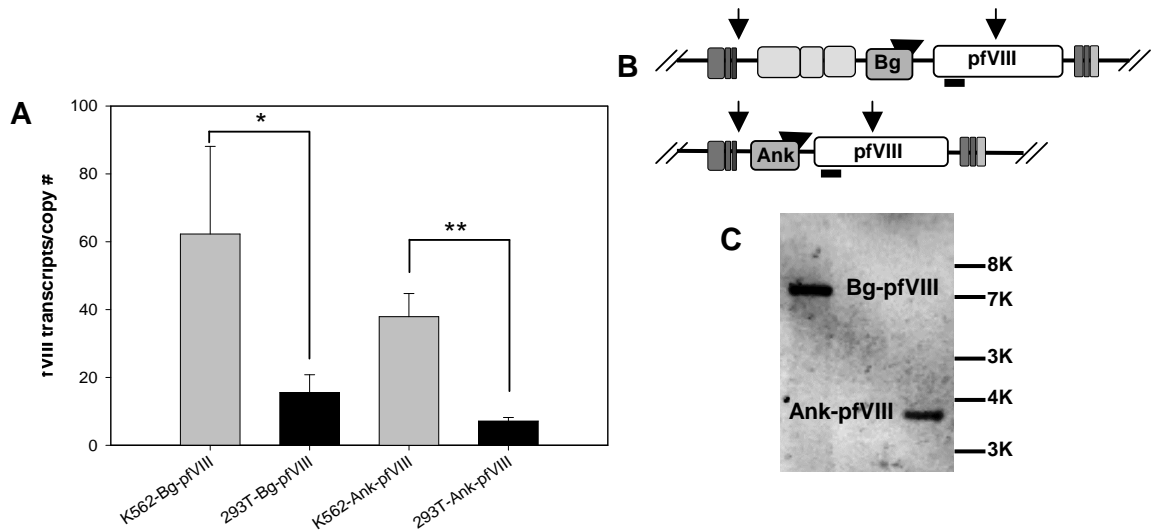 A
fVIII transcripts/copy #
100
80
60
40
20
0
*
**
K562-Bg-pfVIII
293T-Bg-pfVIII
K562-Ank-pfVIII
293T-Ank-pfVIII
B
Bg
pfVIII
Ank
pfVIII
C
Bg-pfVIII
Ank-pfVIII
8K
7K
3K
4K
3K